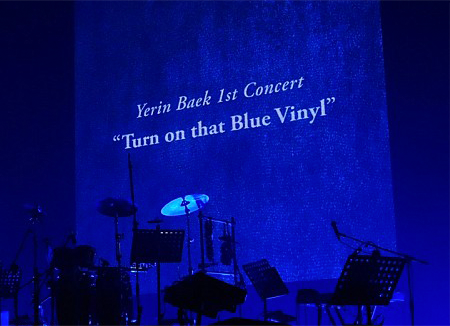 Yerin Baek 1st Concert
“Turn on that Blue Vinyl”